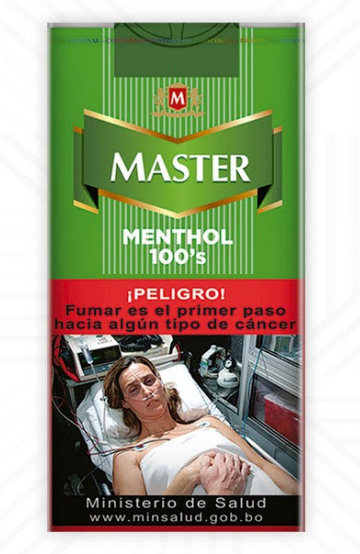 M
MASTER
MENTHOL
100's
¡PELIGRO!
Fumar es el primer paso
hacia algún tipo de cáncer
Ministerio de Salud
www.minsalud.gob.bo